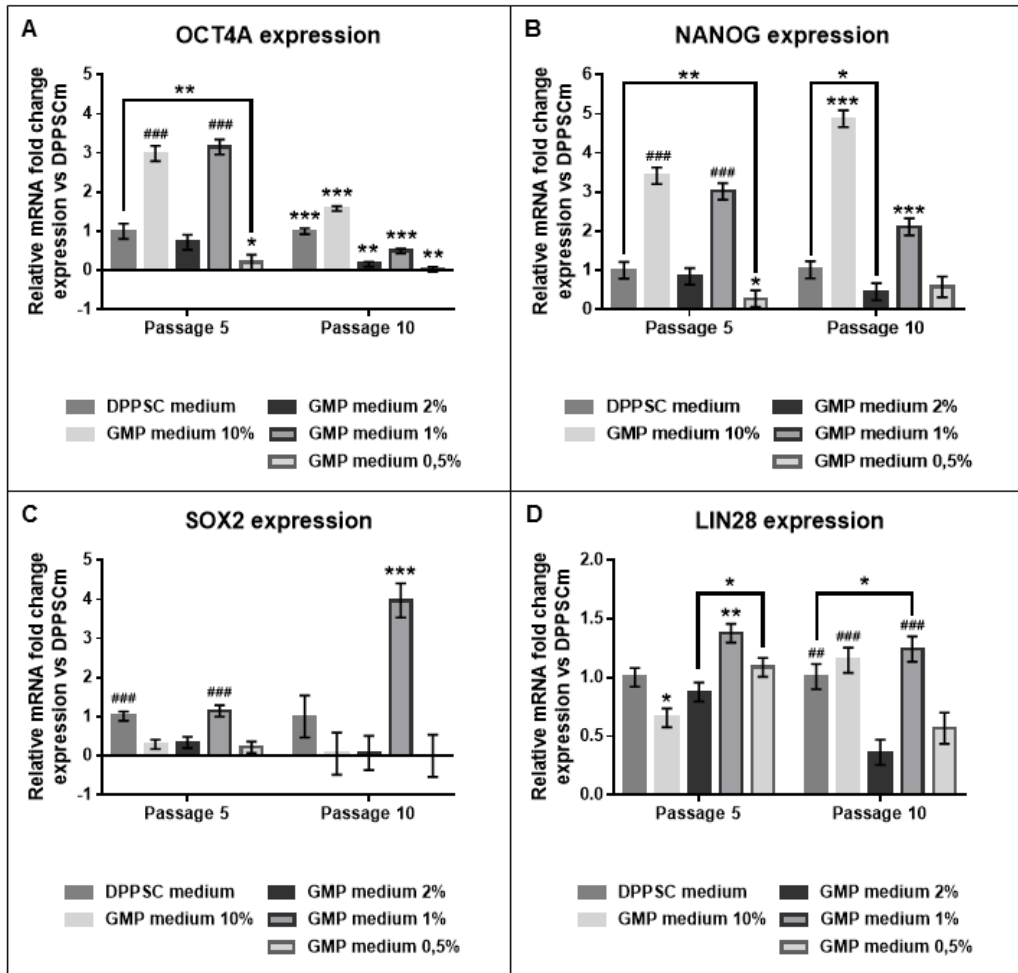 A
OCT4A expression
Relative mRNA fold change
expression vs DPPSCm
5
4
3
2
1
0
-1
**
###
###
*
***
***
**
***
**
Passage 5
Passage 10
DPPSC medium
GMP medium 10%
GMP medium 2%
GMP medium 1%
GMP medium 0,5%
B
NANOG expression
Relative mRNA fold change
expression vs DPPSCm
6
5
4
3
2
1
0
**
###
###
*
*
***
***
Passage 5
Passage 10
DPPSC medium
GMP medium 10%
GMP medium 2%
GMP medium 1%
GMP medium 0,5%
C
SOX2 expression
Relative mRNA fold change
expression vs DPPSCm
5
4
3
2
1
0
-1
###
###
***
Passage 5
Passage 10
DPPSC medium
GMP medium 10%
GMP medium 2%
GMP medium 1%
GMP medium 0,5%
D
LIN28 expression
Relative mRNA fold change
expression vs DPPSCm
2.0
1.5
1.0
0.5
0.0
*
*
**
*
##
###
###
Passage 5
Passage 10
DPPSC medium
GMP medium 10%
GMP medium 2%
GMP medium 1%
GMP medium 0,5%